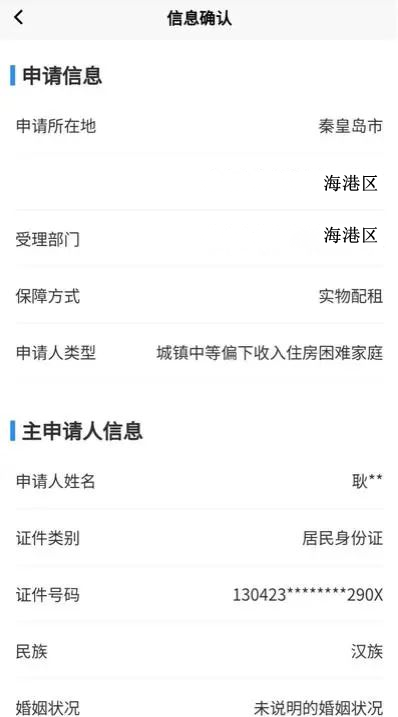 信息确认
申请信息
申请所在地 秦皇岛市
海港区
受理部门 海港区
保障方式 实物配租
申请人类型 城镇中等偏下收入住房困难家庭
主申请人信息
申请人姓名 耿**
证件类别 居民身份证
证件号码 130423********290X
民族 汉族
婚姻状况 未说明的婚姻状况